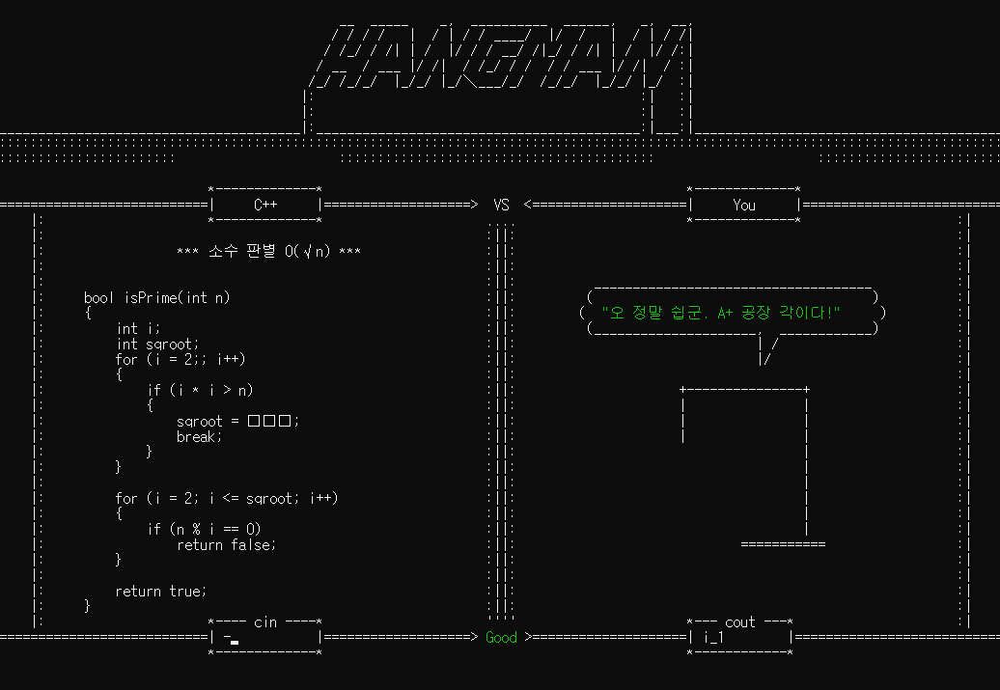 HANGMAN
C++ VS You
*** 소수 판별 O(√n) ***
bool isPrime(int n)
{
int i;
int sqroot;
for (i = 2;; i++)
{
if (i * i > n)
{
sqroot = □□□;
break;
}
}
for (i = 2; i <= sqroot; i++)
{
if (n % i == 0)
return false;
}
return true;
}
"오 정말 쉽군. A+ 공장 각이다!"
cin
-_
Good
cout
i_1